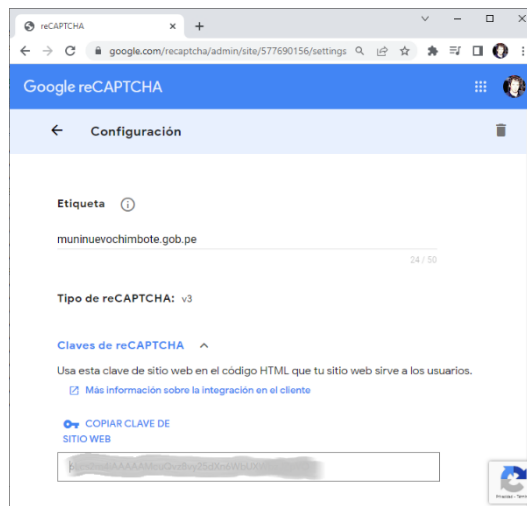 reCAPTCHA
google.com/recaptcha/admin/site/577690156/settings
Google reCAPTCHA
Configuración
Etiqueta
muninuevochimbote.gob.pe
24 / 50
Tipo de reCAPTCHA: v3
Claves de reCAPTCHA
Usa esta clave de sitio web en el código HTML que tu sitio web sirve a los usuarios.
Más información sobre la integración en el cliente
COPIAR CLAVE DE
SITIO WEB